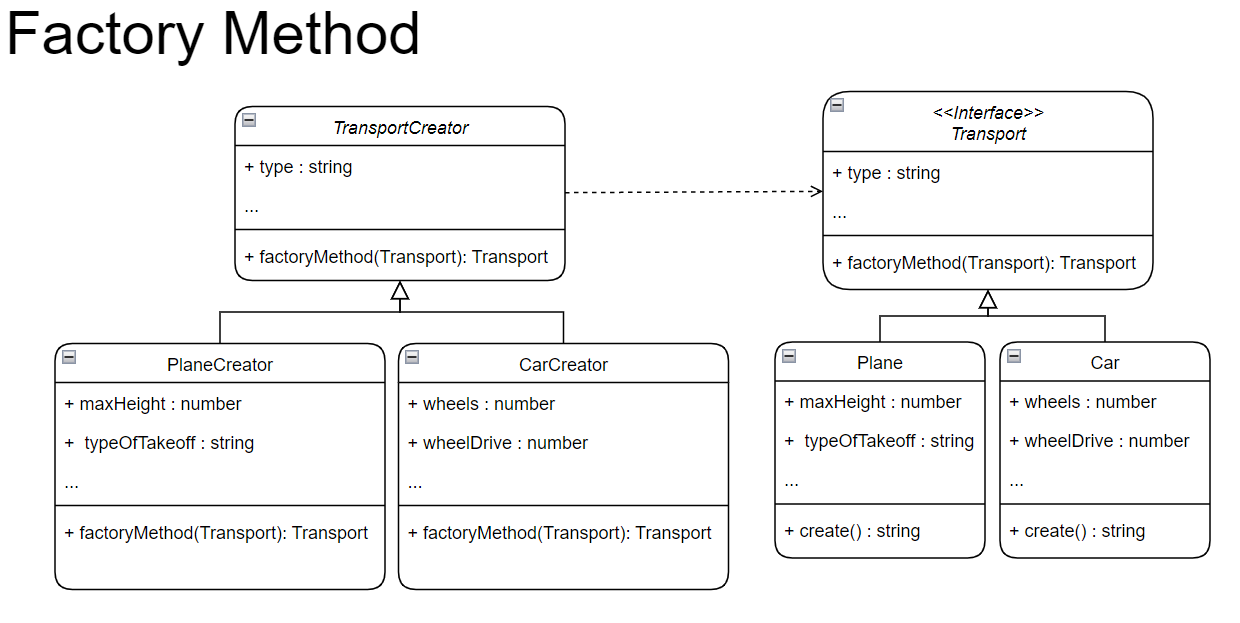 Factory Method
TransportCreator
+ type : string
...
+ factoryMethod(Transport): Transport
<<Interface>>
Transport
+ type : string
...
+ factoryMethod(Transport): Transport
PlaneCreator
+ maxHeight : number
+ typeOfTakeoff : string
...
+ factoryMethod(Transport): Transport
CarCreator
+ wheels : number
+ wheelDrive : number
...
+ factoryMethod(Transport): Transport
Plane
+ maxHeight : number
+ typeOfTakeoff : string
...
+ create() : string
Car
+ wheels : number
+ wheelDrive : number
...
+ create() : string